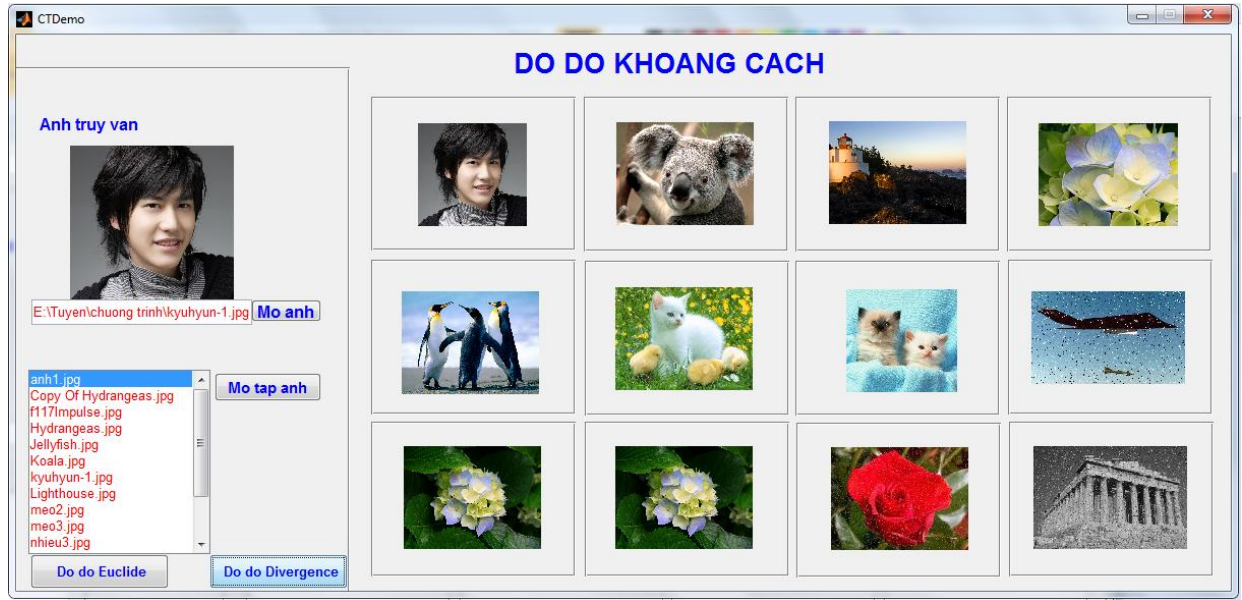 CTDemo
DO DO KHOANG CACH
Anh truy van
E:\Tuyen\chuong trinh\kyuhyun-1.jpg
Mo anh
anh1.jpg
Copy Of Hydrangeas.jpg
f117Impulse.jpg
Hydrangeas.jpg
Jellyfish.jpg
Koala.jpg
kyuhyun-1.jpg
Lighthouse.jpg
meo2.jpg
meo3.jpg
nhieu3.jpg
Mo tap anh
Do do Euclide
Do do Divergence